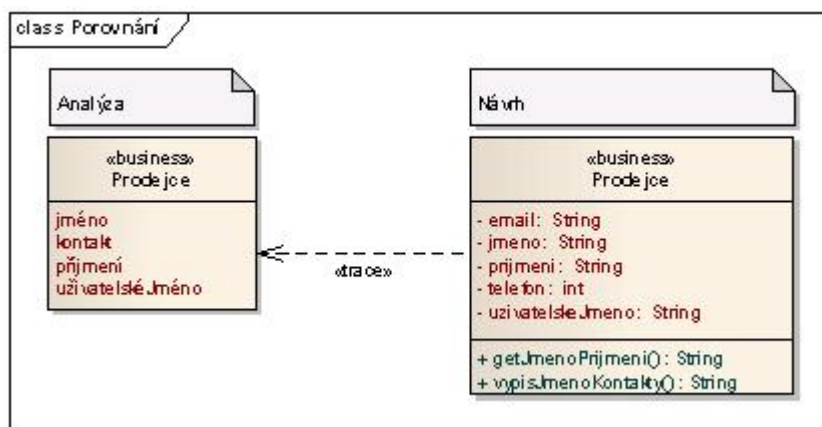 class Porovnání
Analýza
«business»
Prodejce
jméno
kontakt
příjmení
uživatelskéJméno
«trace»
Návrh
«business»
Prodejce
- email: String
- jmeno: String
- prijmeni: String
- telefon: int
- uzivatelskeJmeno: String
+ getJmenoPrijmeni(): String
+ vypisJmenoKontakty(): String